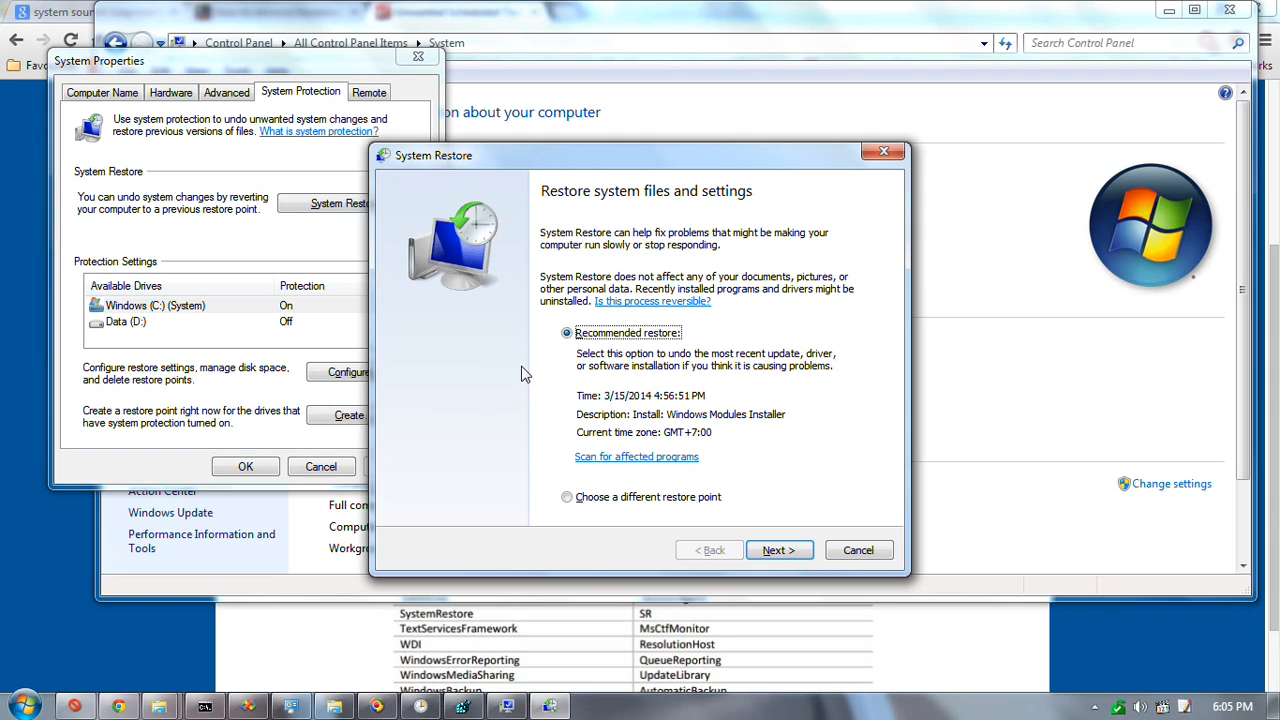 system sour
Control Panel
All Control Panel Items
System
Search Control Panel
Favo
ks
System Properties
Computer Name
Hardware
Advanced
System Protection
Remote
Use system protection to undo unwanted system changes and
restore previous versions of files. What is system protection?
System Restore
You can undo system changes by reverting
your computer to a previous restore point.
System Resto
Protection Settings
Available Drives
Protection
Windows (C:) (System)
On
Data (D:)
Off
Configure restore settings, manage disk space,
and delete restore points.
Configure
Create a restore point right now for the drives that
have system protection turned on.
Create.
OK
Cancel
on about your computer
System Restore
Restore system files and settings
System Restore can help fix problems that might be making your
computer run slowly or stop responding.
System Restore does not affect any of your documents, pictures, or
other personal data. Recently installed programs and drivers might be
uninstalled. Is this process reversible?
Recommended restore:
Select this option to undo the most recent update, driver,
or software installation if you think it is causing problems.
Time: 3/15/2014 4:56:51 PM
Description: Install: Windows Modules Installer
Current time zone: GMT+7:00
Scan for affected programs
Choose a different restore point
< Back
Next >
Cancel
Change settings
Action Center
Windows Update
Performance Information and
Tools
Full con
Comput
Workgr
SystemRestore
SR
TextServicesFramework
MsCtfMonitor
WDI
ResolutionHost
WindowsErrorReporting
QueueReporting
WindowsMediaSharing
UpdateLibrary
WindowsBackup
AutomaticBackup
6:05 PM